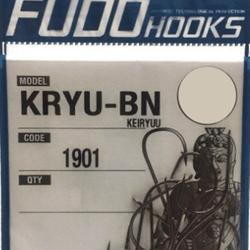 FUDO HOOKS
MODEL
KRYU-BN
KEIRYUU
CODE
1901
QTY